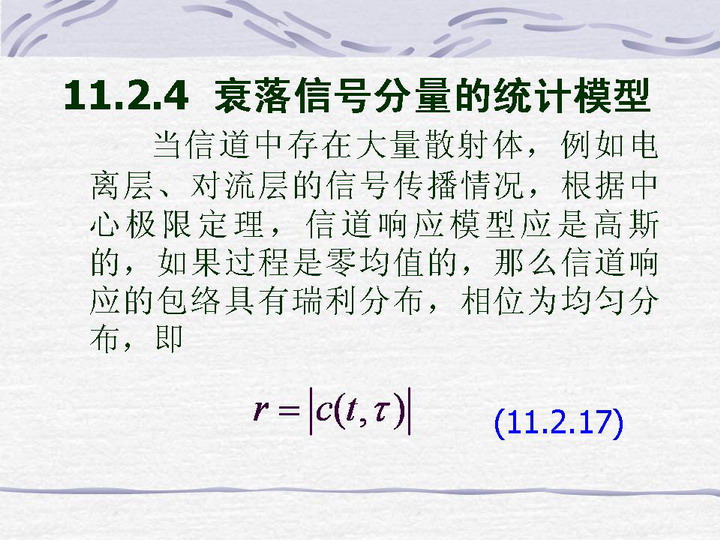 11.2.4 衰落信号分量的统计模型
当信道中存在大量散射体，例如电
离层、对流层的信号传播情况，根据中
心极限定理，信道响应模型应是高斯
的，如果过程是零均值的，那么信道响
应的包络具有瑞利分布，相位为均匀分
布，即
r = |c(t,τ)| (11.2.17)